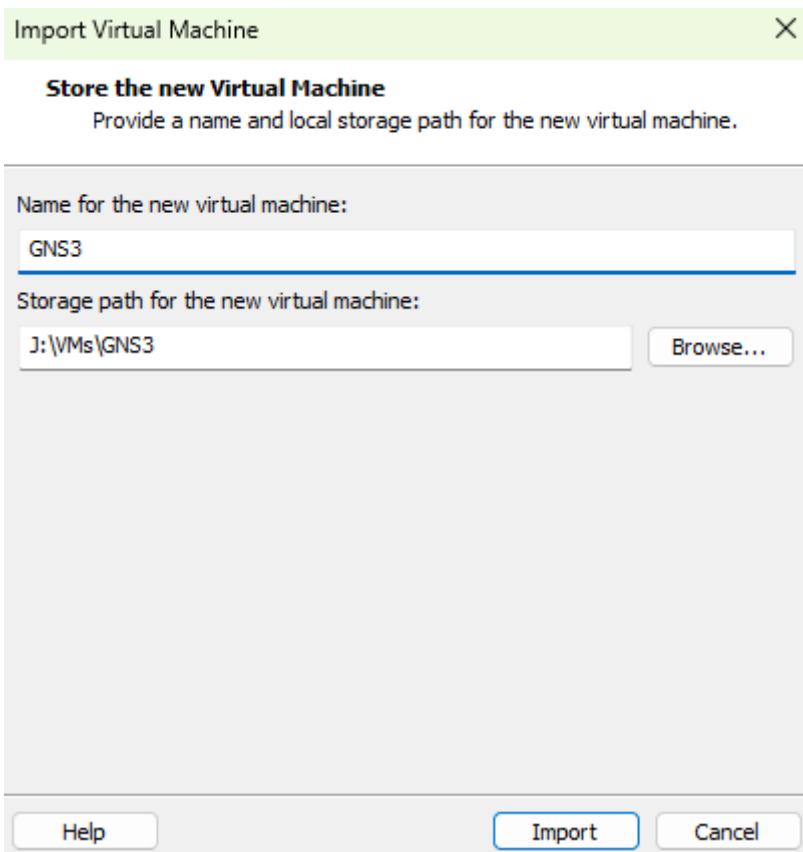 Import Virtual Machine
Store the new Virtual Machine
Provide a name and local storage path for the new virtual machine.
Name for the new virtual machine:
GNS3
Storage path for the new virtual machine:
J:\VMs\GNS3
Browse...
Help
Import
Cancel